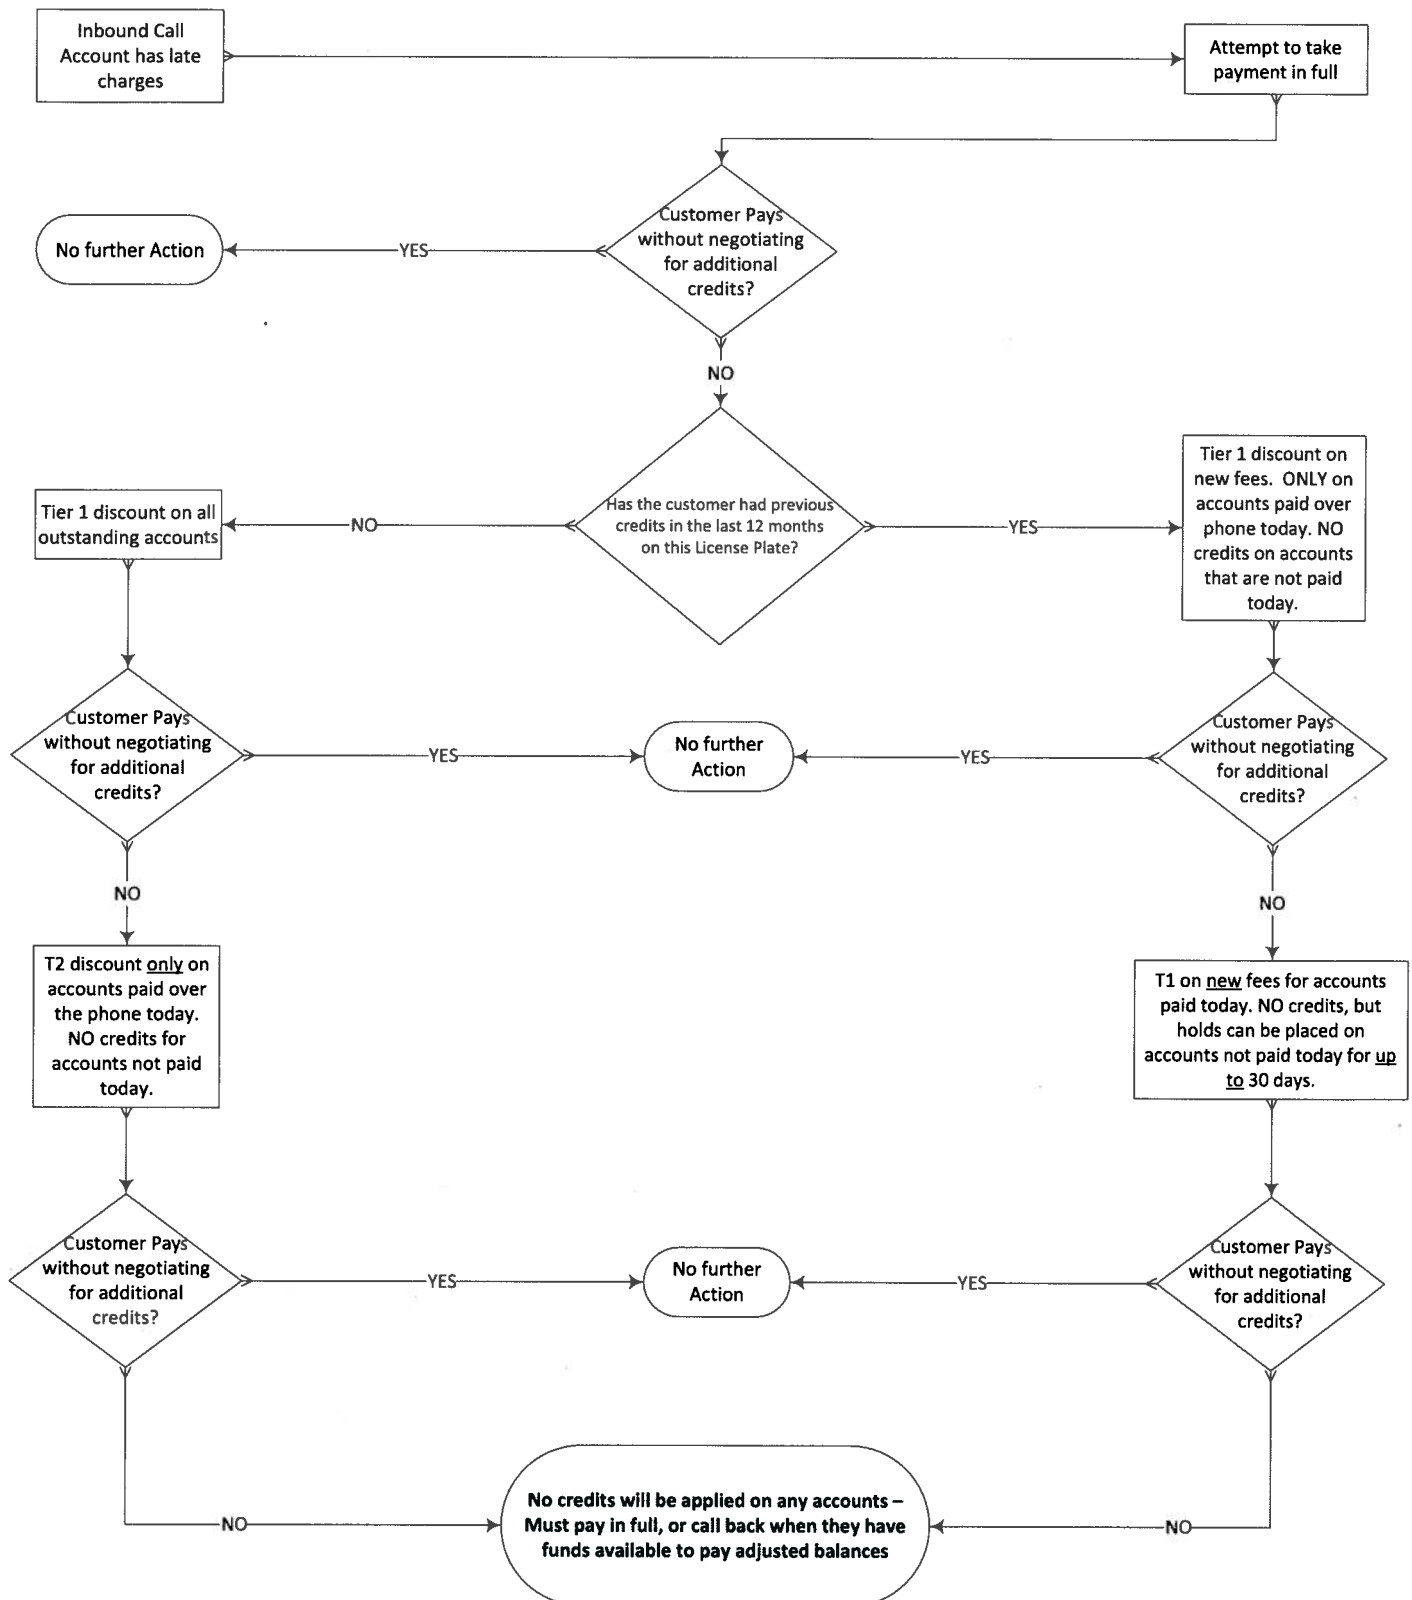 Inbound Call
Account has late
charges
Attempt to take
payment in full
Customer Pays
without negotiating
for additional
credits?
YES
No further Action
NO
Has the customer had previous
credits in the last 12 months
on this License Plate?
NO
YES
Tier 1 discount on all
outstanding accounts
Tier 1 discount on
new fees. ONLY on
accounts paid over
phone today. NO
credits on accounts
that are not paid
today.
Customer Pays
without negotiating
for additional
credits?
YES
No further
Action
YES
Customer Pays
without negotiating
for additional
credits?
NO
NO
T2 discount only on
accounts paid over
the phone today.
NO credits for
accounts not paid
today.
T1 on new fees for accounts
paid today. NO credits, but
holds can be placed on
accounts not paid today for up
to 30 days.
Customer Pays
without negotiating
for additional
credits?
YES
No further
Action
YES
Customer Pays
without negotiating
for additional
credits?
NO
No credits will be applied on any accounts –
Must pay in full, or call back when they have
funds available to pay adjusted balances
NO